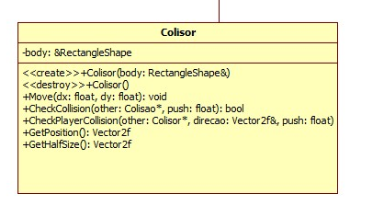 Colisor
-body: &RectangleShape
<<create>>+Colisor(body: RectangleShape&)
<<destroy>>+Colisor()
+Move(dx: float, dy: float): void
+CheckCollision(other: Colisao*, push: float): bool
+CheckPlayerCollision(other: Colisor*, direcao: Vector2f&, push: float)
+GetPosition(): Vector2f
+GetHalfSize(): Vector2f